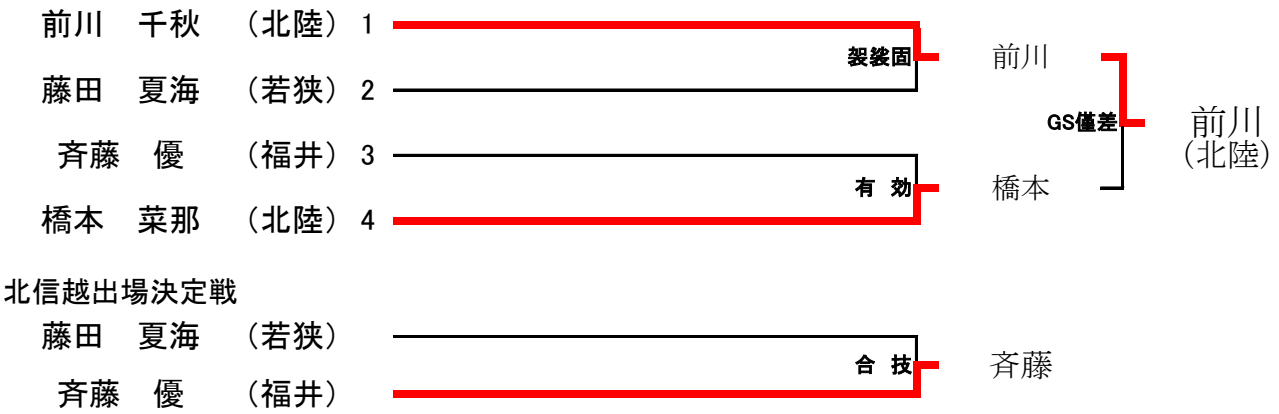 前川　千秋　（北陸） 1
袈裟固　前川
藤田　夏海　（若狭） 2
GS僅差　前川
（北陸）
斉藤　優　（福井） 3
有 効　橋本
橋本　菜那　（北陸） 4
北信越出場決定戦
藤田　夏海　（若狭）
合 技　斉藤
斉藤　優　（福井）